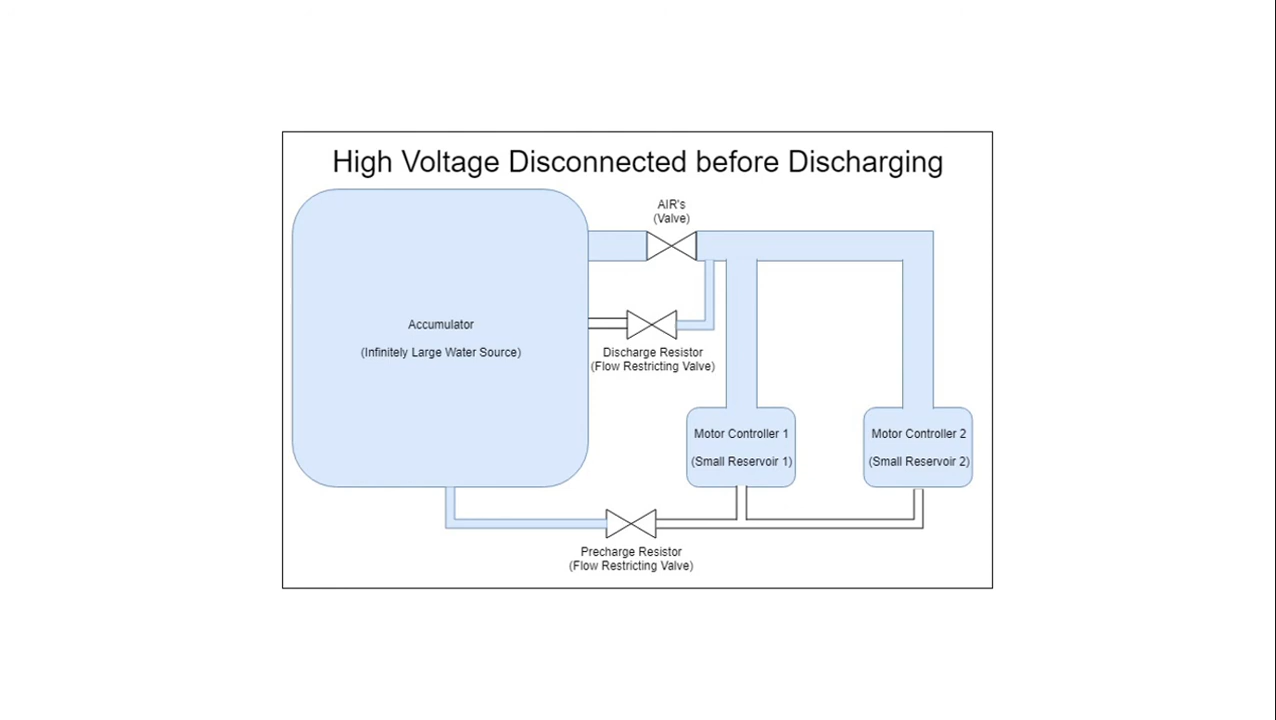 High Voltage Disconnected before Discharging
AIR's
(Valve)
Accumulator
(Infinitely Large Water Source)
Discharge Resistor
(Flow Restricting Valve)
Motor Controller 1
(Small Reservoir 1)
Motor Controller 2
(Small Reservoir 2)
Precharge Resistor
(Flow Restricting Valve)